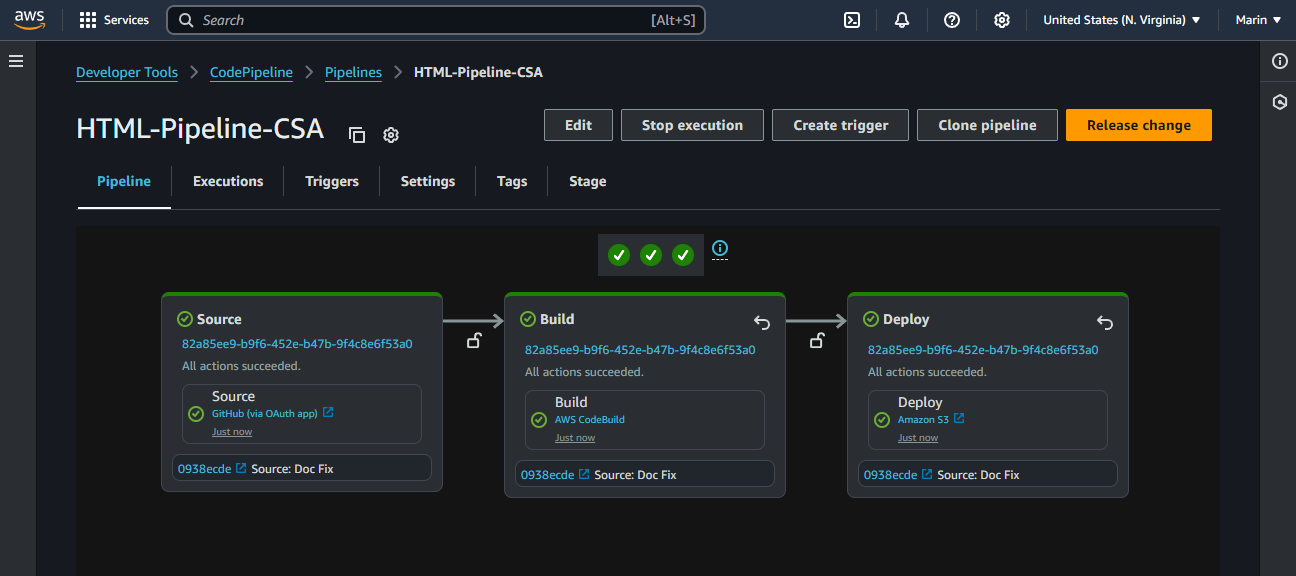 aws Services Search [Alt+S] United States (N. Virginia) Marin
Developer Tools CodePipeline Pipelines HTML-Pipeline-CSA
HTML-Pipeline-CSA Edit Stop execution Create trigger Clone pipeline Release change
Pipeline Executions Triggers Settings Tags Stage
Source
82a85ee9-b9f6-452e-b47b-9f4c8e6f53a0
All actions succeeded.
Source
GitHub (via OAuth app)
Just now
0938ecde Source: Doc Fix
Build
82a85ee9-b9f6-452e-b47b-9f4c8e6f53a0
All actions succeeded.
Build
AWS CodeBuild
Just now
0938ecde Source: Doc Fix
Deploy
82a85ee9-b9f6-452e-b47b-9f4c8e6f53a0
All actions succeeded.
Deploy
Amazon S3
Just now
0938ecde Source: Doc Fix